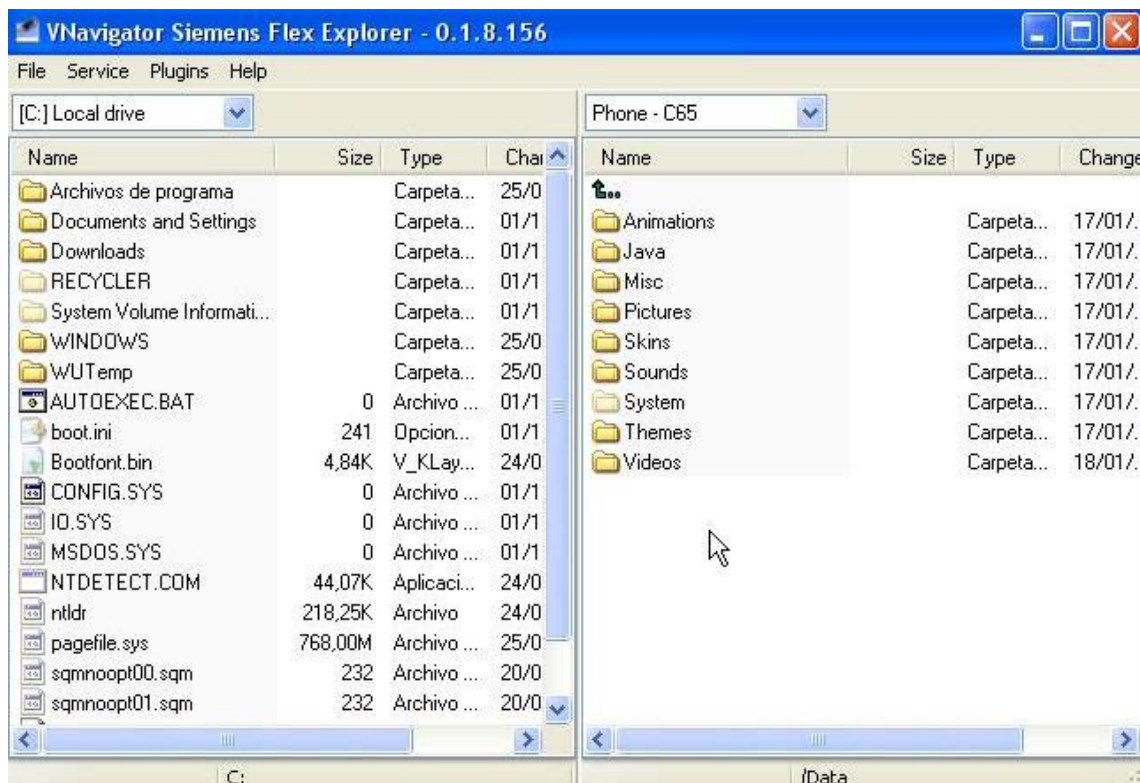 VNavigator Siemens Flex Explorer - 0.1.8.156
File Service Plugins Help
[C:] Local drive
Name Size Type Chai
Archivos de programa Carpeta... 25/0
Documents and Settings Carpeta... 01/1
Downloads Carpeta... 01/1
RECYCLER Carpeta... 01/1
System Volume Informati... Carpeta... 01/1
WINDOWS Carpeta... 25/0
WUTemp Carpeta... 25/0
AUTOEXEC.BAT 0 Archivo ... 01/1
boot.ini 241 Opcion... 01/1
Bootfont.bin 4,84K V_KLay... 24/0
CONFIG.SYS 0 Archivo ... 01/1
IO.SYS 0 Archivo ... 01/1
MSDOS.SYS 0 Archivo ... 01/1
NTDETECT.COM 44,07K Aplicaci... 24/0
ntldr 218,25K Archivo 24/0
pagefile.sys 768,00M Archivo ... 25/0
sqmnoopt00.sqm 232 Archivo ... 20/0
sqmnoopt01.sqm 232 Archivo ... 20/0
C:
Phone - C65
Name Size Type Change
..
Animations Carpeta... 17/01/.
Java Carpeta... 17/01/.
Misc Carpeta... 17/01/.
Pictures Carpeta... 17/01/.
Skins Carpeta... 17/01/.
Sounds Carpeta... 17/01/.
System Carpeta... 17/01/.
Themes Carpeta... 17/01/.
Videos Carpeta... 18/01/.
/Data